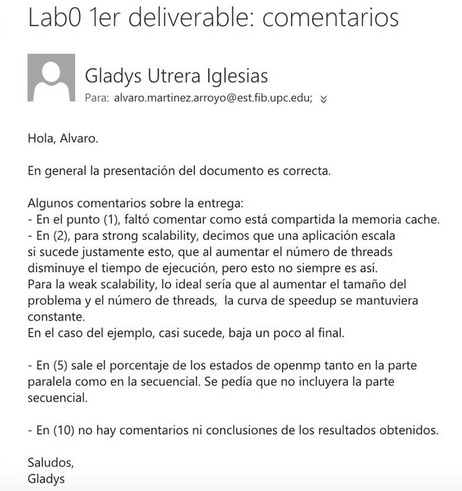 Lab0 1er deliverable: comentarios
Gladys Utrera Iglesias
Para: alvaro.martinez.arroyo@est.fib.upc.edu;
Hola, Alvaro.
En general la presentación del documento es correcta.
Algunos comentarios sobre la entrega:
- En el punto (1), faltó comentar como está compartida la memoria cache.
- En (2), para strong scalability, decimos que una aplicación escala
si sucede justamente esto, que al aumentar el número de threads
disminuye el tiempo de ejecución, pero esto no siempre es así.
Para la weak scalability, lo ideal sería que al aumentar el tamaño del
problema y el número de threads,  la curva de speedup se mantuviera
constante.
En el caso del ejemplo, casi sucede, baja un poco al final.
- En (5) sale el porcentaje de los estados de openmp tanto en la parte
paralela como en la secuencial. Se pedía que no incluyera la parte
secuencial.
- En (10) no hay comentarios ni conclusiones de los resultados obtenidos.
Saludos,
Gladys